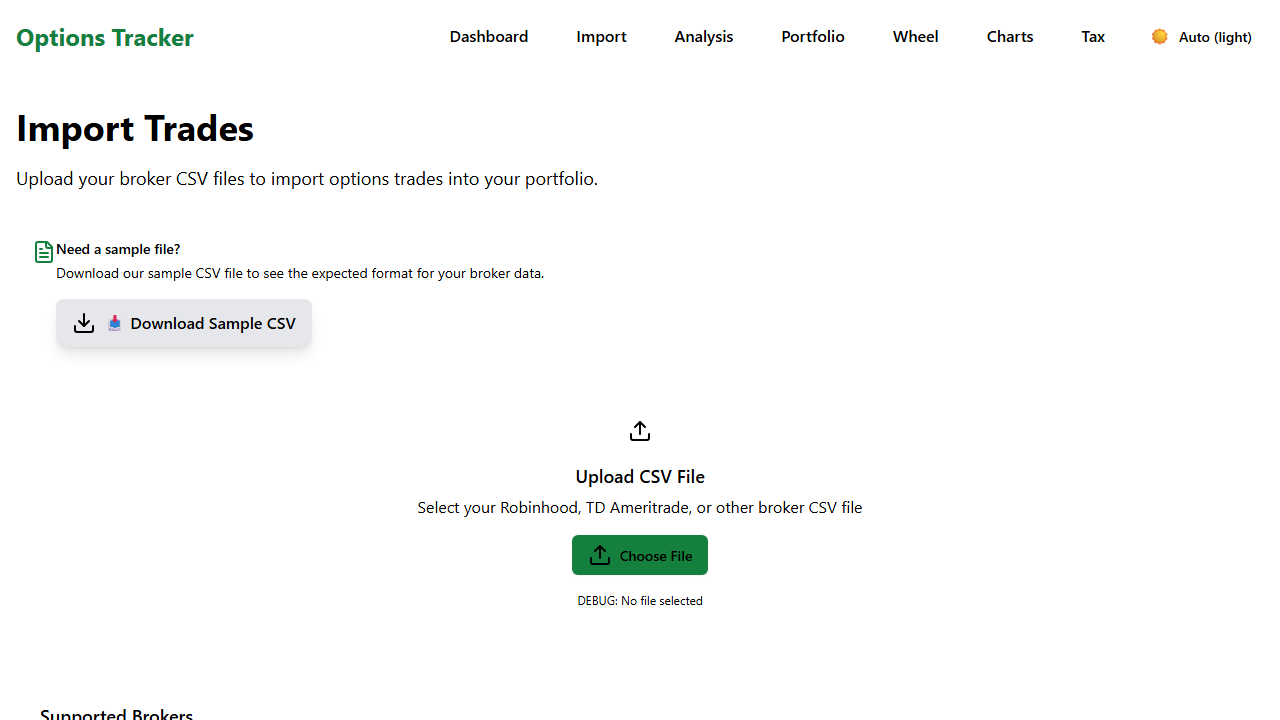 Options Tracker
Dashboard
Import
Analysis
Portfolio
Wheel
Charts
Tax
Auto (light)
Import Trades
Upload your broker CSV files to import options trades into your portfolio.
Need a sample file?
Download our sample CSV file to see the expected format for your broker data.
Download Sample CSV
Upload CSV File
Select your Robinhood, TD Ameritrade, or other broker CSV file
Choose File
DEBUG: No file selected
Supported Brokers